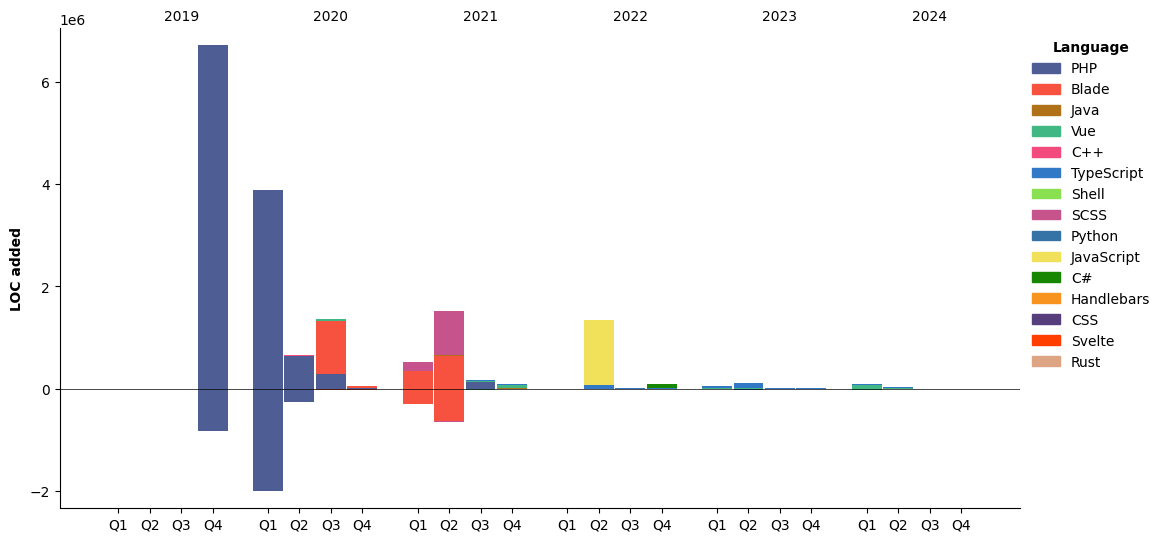 1e6
2019 2020 2021 2022 2023 2024
LOC added
6
4
2
0
−2
Q1 Q2 Q3 Q4 Q1 Q2 Q3 Q4 Q1 Q2 Q3 Q4 Q1 Q2 Q3 Q4 Q1 Q2 Q3 Q4 Q1 Q2 Q3 Q4
Language
PHP
Blade
Java
Vue
C++
TypeScript
Shell
SCSS
Python
JavaScript
C#
Handlebars
CSS
Svelte
Rust